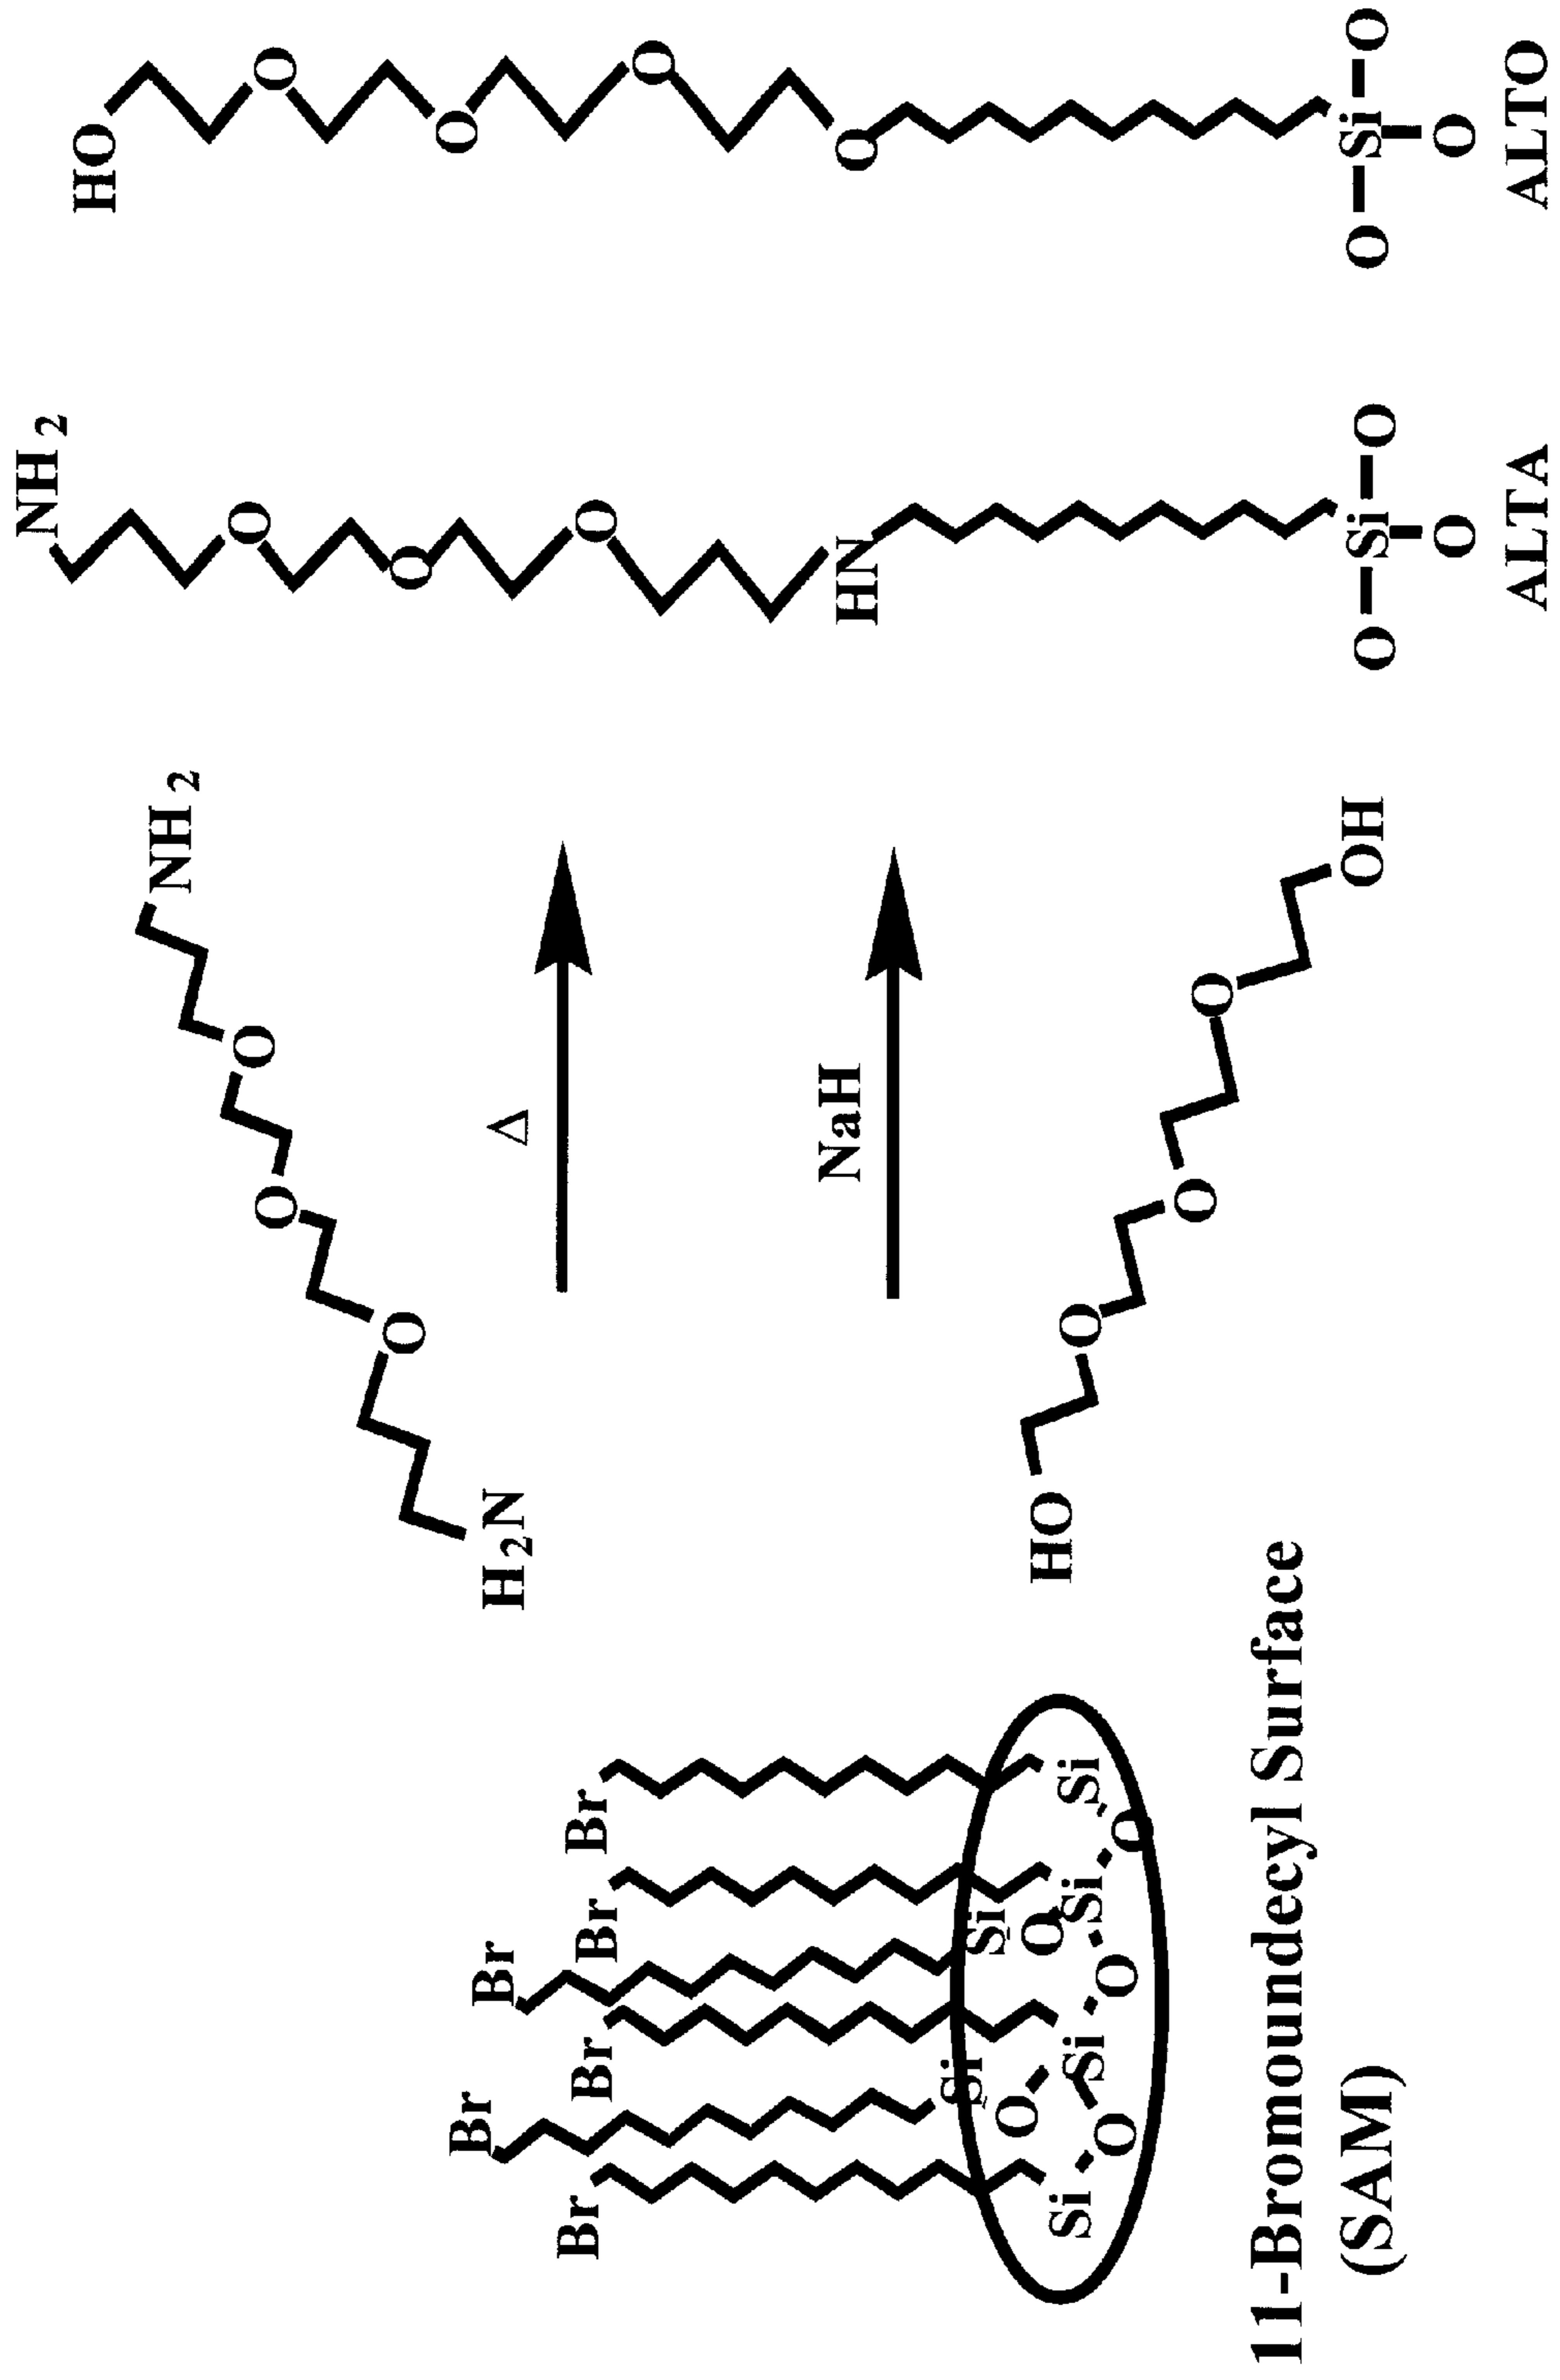 Br
Br
Br
Br
Br
Br
Si
Si
Si
Si
Si
Si
O
O
O
O
O
O
11-Bromoundecyl Surface
(SAM)
H2N
O
O
O
NH2
Δ
NaH
HO
O
O
O
OH
NH2
O
O
O
HN
O—Si—O
O
ALTA
HO
O
O
O
O
O—Si—O
O
ALTO